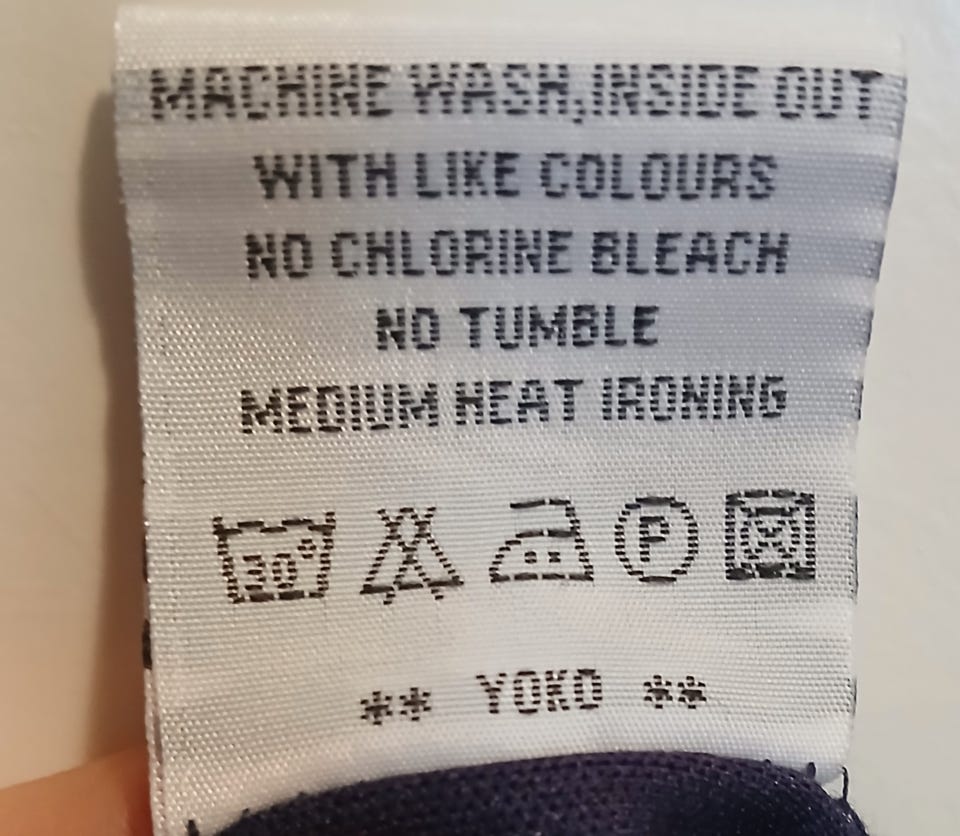 MACHINE WASH,INSIDE OUT
WITH LIKE COLOURS
NO CHLORINE BLEACH
NO TUMBLE
MEDIUM HEAT IRONING
30° P
** YOKO **